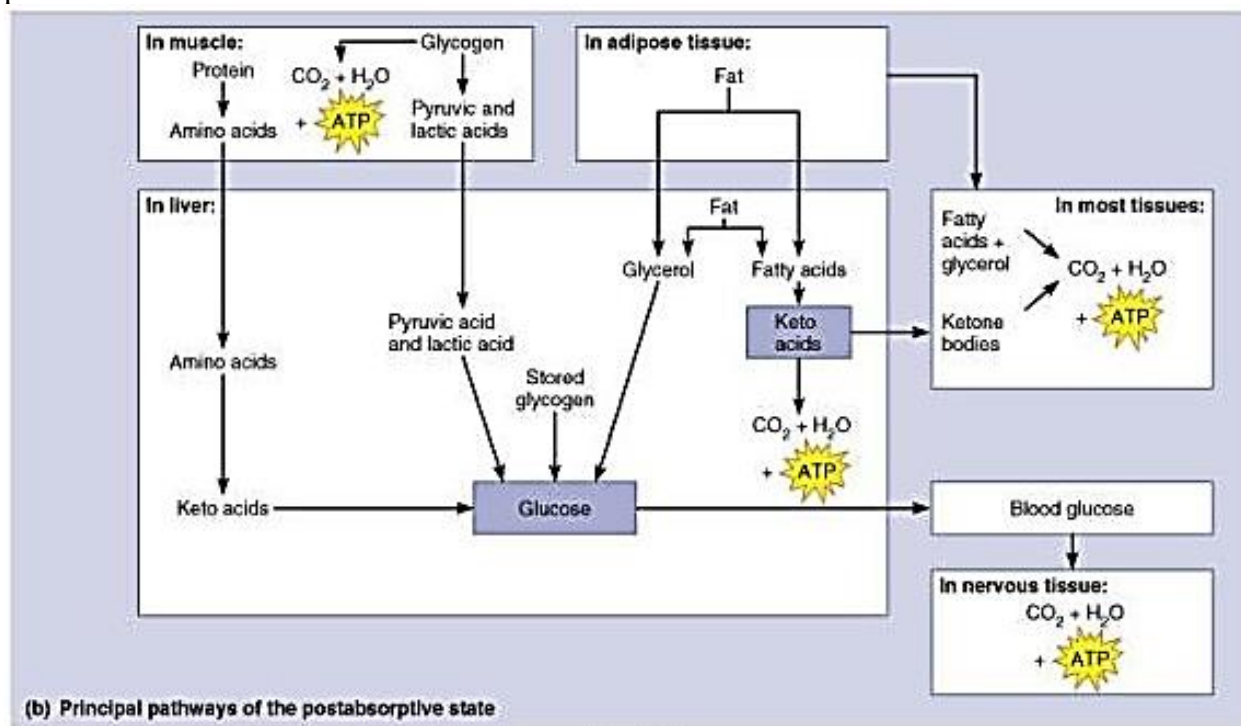 In muscle:
Protein
Amino acids
Glycogen
CO₂ + H₂O
+ ATP
Pyruvic and
lactic acids
In adipose tissue:
Fat
In liver:
Fat
Glycerol
Fatty acids
Keto
acids
CO₂ + H₂O
+ ATP
Pyruvic acid
and lactic acid
Stored
glycogen
Amino acids
Keto acids
Glucose
In most tissues:
Fatty
acids +
glycerol
Ketone
bodies
CO₂ + H₂O
+ ATP
Blood glucose
In nervous tissue:
CO₂ + H₂O
+ ATP
(b) Principal pathways of the postabsorptive state